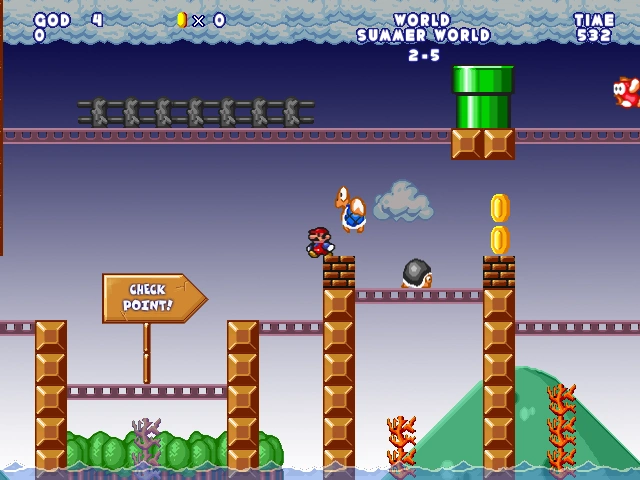 GOD 4
0
× 0
WORLD
SUMMER WORLD
2-5
TIME
532
CHECK
POINT!